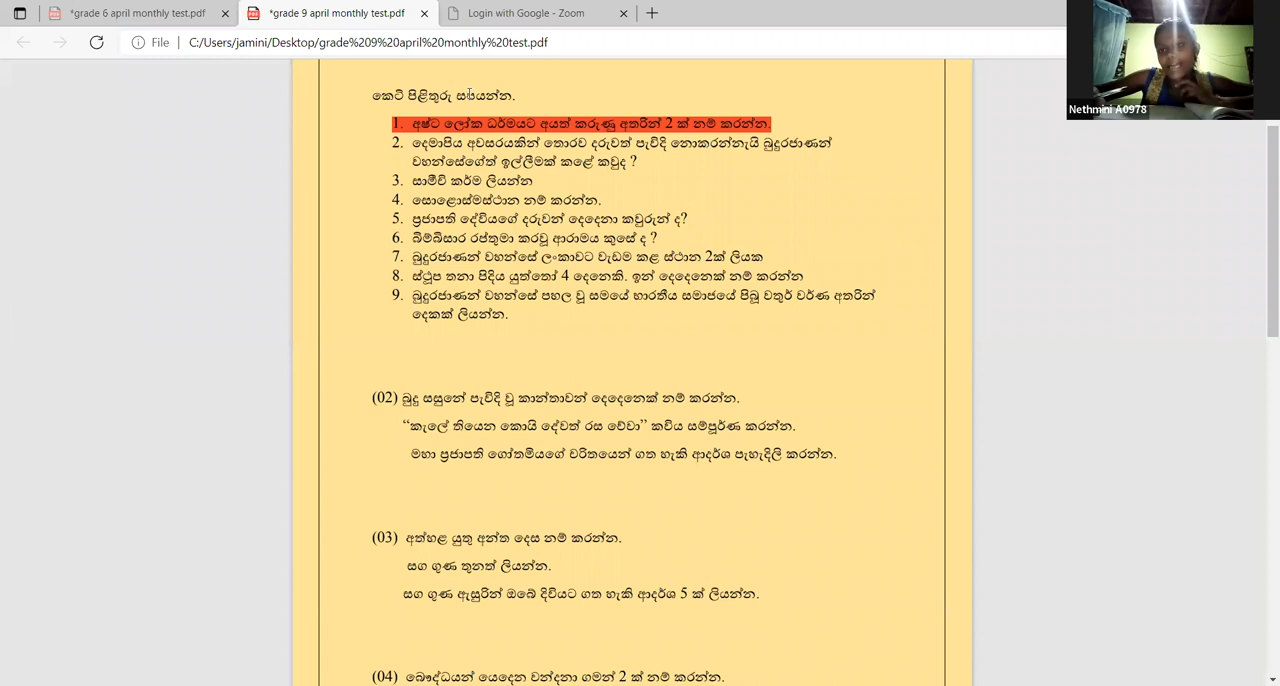 *grade 6 april monthly test.pdf
*grade 9 april monthly test.pdf
Login with Google - Zoom
File
C:/Users/jamini/Desktop/grade%209%20april%20monthly%20test.pdf
Nethmini A0978
කෙටි පිළිතුරු සපයන්න.
1. අෂ්ට ලෝක ධර්මයට අයත් කරුණු අතරින් 2 ක් නම් කරන්න.
2. දෙමාපිය අවසරයකින් තොරව දරුවන් පැවිදි නොකරන්නැයි බුදුරජාණන්
වහන්සේගෙන් ඉල්ලීමක් කළේ කවුද ?
3. සාමීචි කර්ම ලියන්න
4. සොළොස්මස්ථාන නම් කරන්න.
5. ප්‍රජාපති දේවියගේ දරුවන් දෙදෙනා කවුරුන් ද?
6. බිම්බිසාර රජතුමා කරවූ ආරාමය කුමේ ද ?
7. බුදුරජාණන් වහන්සේ ලංකාවට වැඩම කළ ස්ථාන 2ක් ලියන්න
8. ස්ථූප තනා පිදිය යුත්තෝ 4 දෙනෙකි. ඉන් දෙදෙනෙක් නම් කරන්න
9. බුදුරජාණන් වහන්සේ පහල වූ සමයේ භාරතීය සමාජයේ පිබූ වතුර් වර්ණ අතරින්
දෙකක් ලියන්න.
(02) බුදු සසුනේ පැවිදි වූ කාන්තාවන් දෙදෙනෙක් නම් කරන්න.
“කැලේ තියෙන කොයි දේවත් රස වේවා” කවිය සම්පූර්ණ කරන්න.
මහා ප්‍රජාපති ගෝතමියගේ චරිතයෙන් ගත හැකි ආදර්ශ පැහැදිලි කරන්න.
(03) අත්හළ යුතු අන්ත දෙස නම් කරන්න.
සඟ ගුණ තුනත් ලියන්න.
සඟ ගුණ ඇසුරින් ඔබේ දිවියට ගත හැකි ආදර්ශ 5 ක් ලියන්න.
(04) බෞද්ධයන් යෙදෙන වන්දනා ගමන් 2 ක් නම් කරන්න.